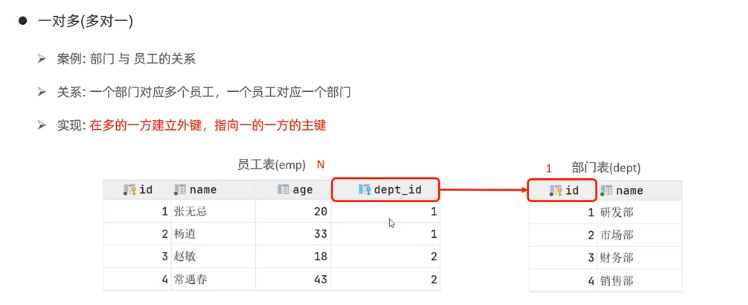 ● 一对多(多对一)
➢ 案例: 部门 与 员工的关系
➢ 关系: 一个部门对应多个员工，一个员工对应一个部门
➢ 实现: 在多的一方建立外键，指向一的一方的主键
员工表(emp) N 1 部门表(dept)
id name age dept_id id name
1 张无忌 20 1 1 研发部
2 杨逍 33 1 2 市场部
3 赵敏 18 2 3 财务部
4 常遇春 43 2 4 销售部